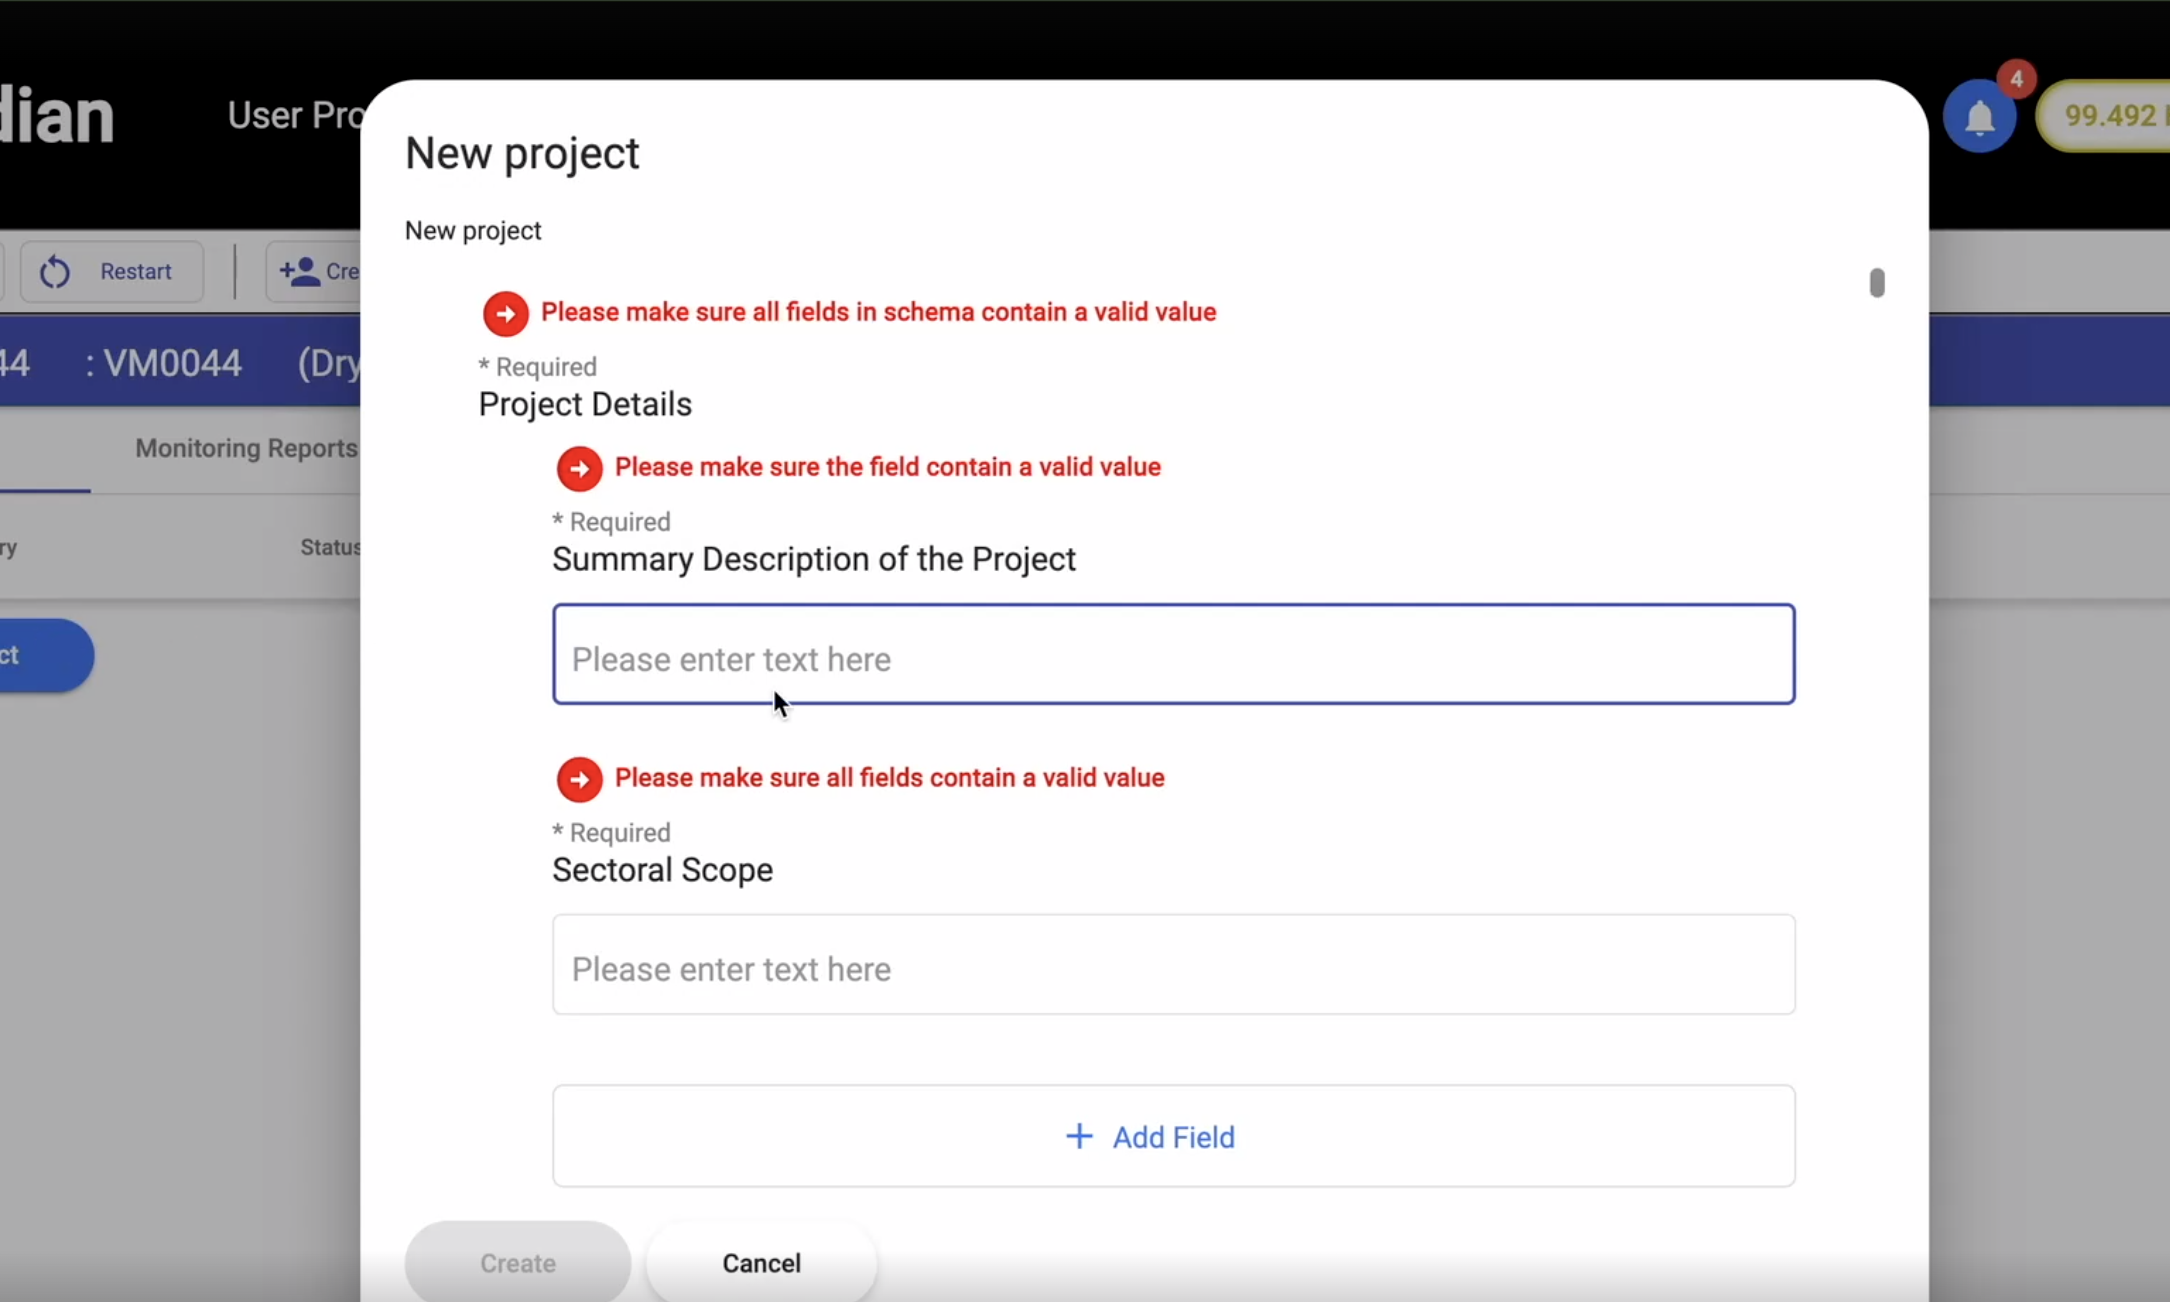 dian
User Pro
4
99.492
New project
New project
Restart
Cre
Please make sure all fields in schema contain a valid value
* Required
44 : VM0044 (Dry
Project Details
Monitoring Reports
Please make sure the field contain a valid value
* Required
ry
Status
Summary Description of the Project
ct
Please enter text here
Please make sure all fields contain a valid value
* Required
Sectoral Scope
Please enter text here
+ Add Field
Create
Cancel